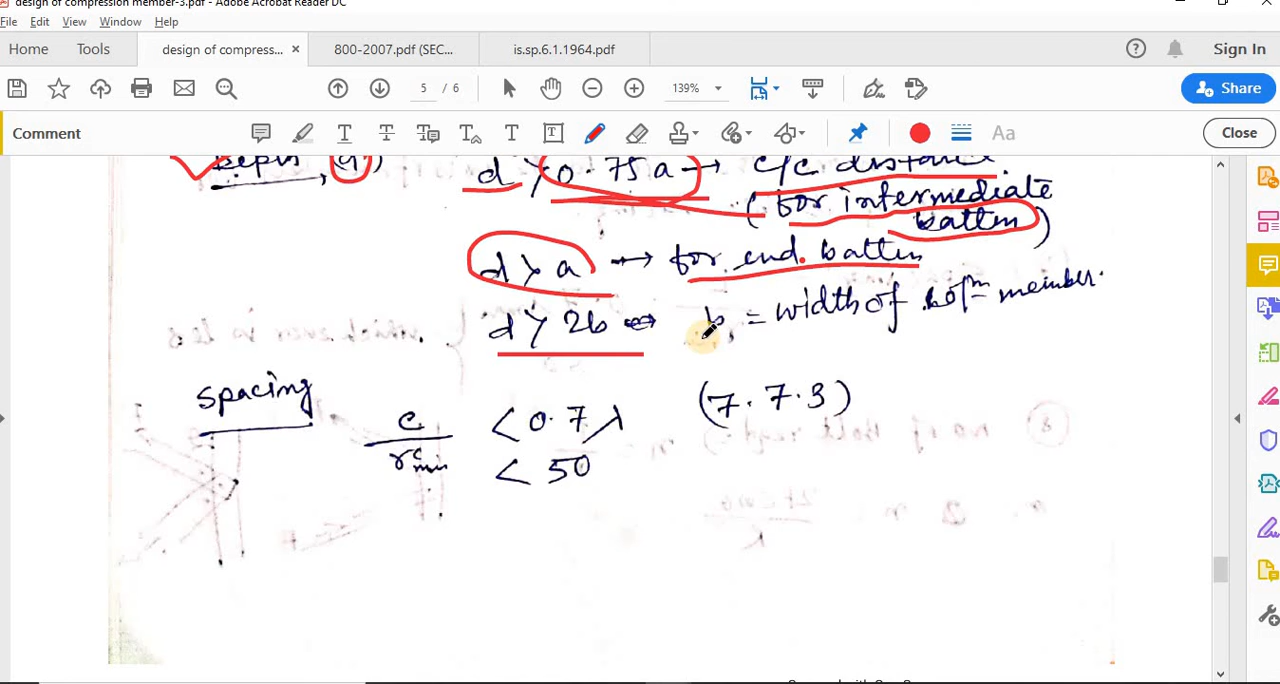 design of compression member-3.pdf - Adobe Acrobat Reader DC
File Edit View Window Help
Home Tools design of compress... × 800-2007.pdf (SEC... is.sp.6.1.1964.pdf Sign In
5 / 6 139% Share
Comment Aa Close
Depth, (d) d > 0.75 a → c/c distance
(for intermediate
batten)
d > a → for end batten
d > 2b ↔ b = width of member.
spacing
c / r^c min < 0.7 λ (7.7.3)
< 50